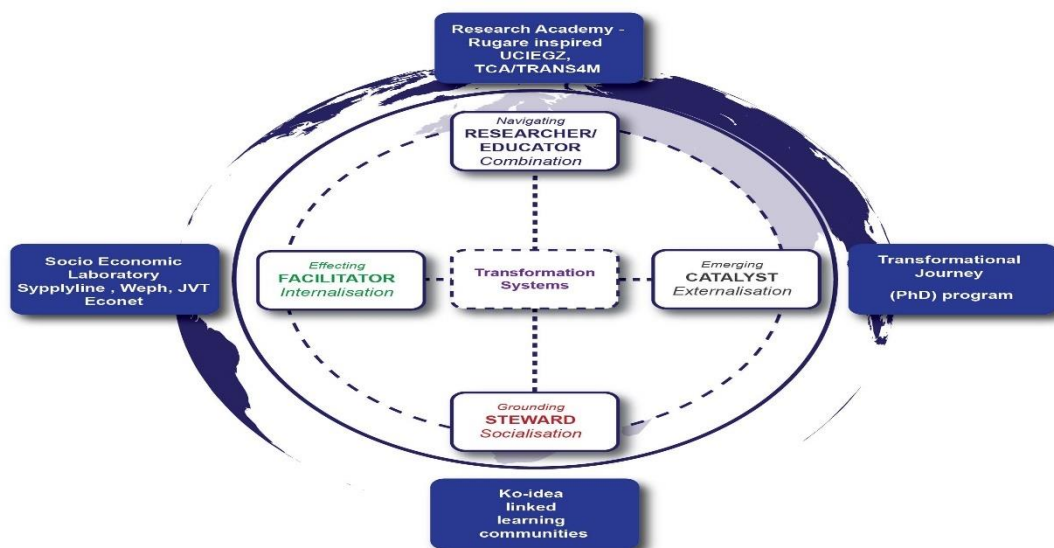 Research Academy -
Rugare inspired
UCIEGZ,
TCA/TRANS4M
Navigating
RESEARCHER/
EDUCATOR
Combination
Socio Economic
Laboratory
Sypplyline , Weph, JVT
Econet
Effecting
FACILITATOR
Internalisation
Transformation
Systems
Emerging
CATALYST
Externalisation
Transformational
Journey
(PhD) program
Grounding
STEWARD
Socialisation
Ko-idea
linked
learning
communities